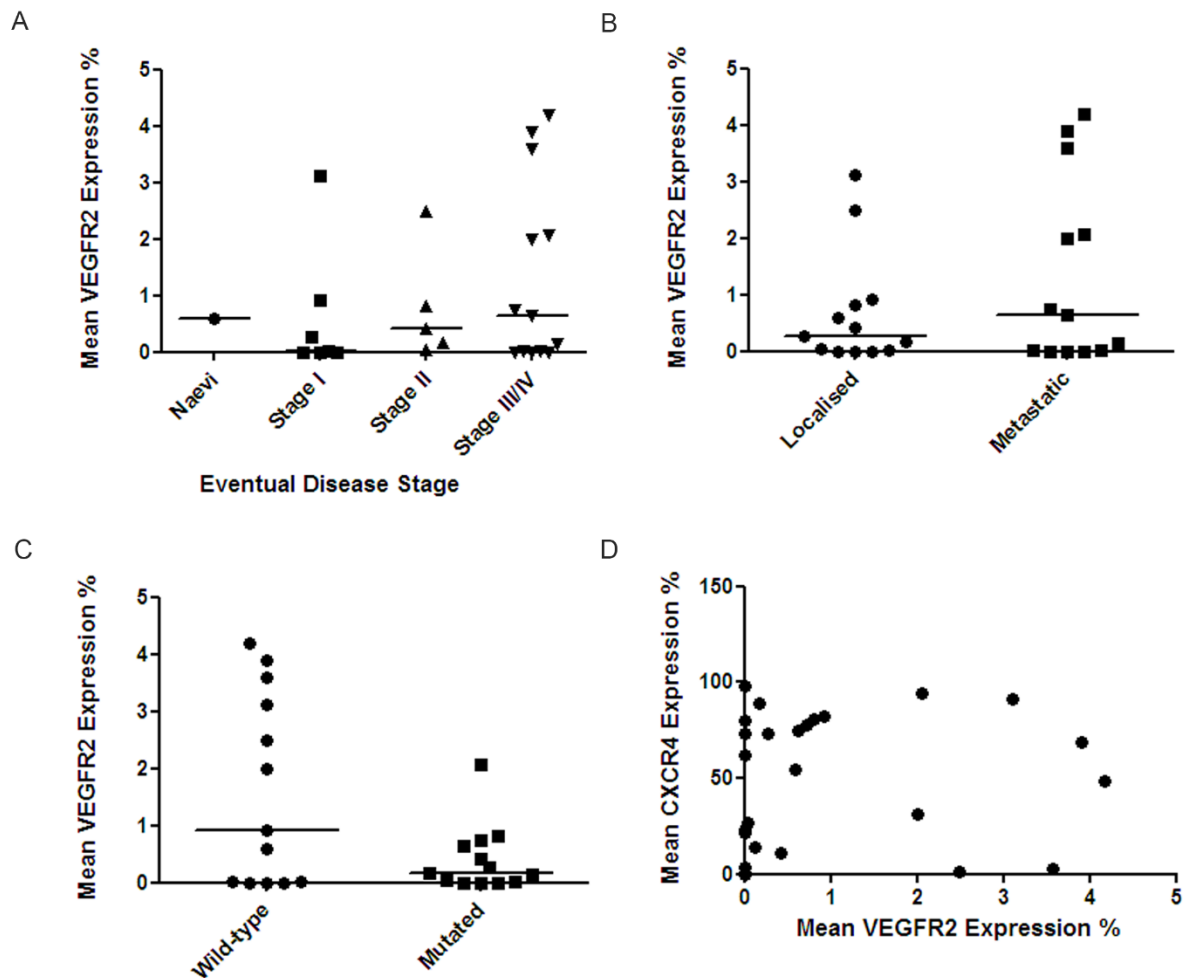 A
Mean VEGFR2 Expression %
5
4
3
2
1
0
Naevi
Stage I
Stage II
Stage III/IV
Eventual Disease Stage
B
Mean VEGFR2 Expression %
5
4
3
2
1
0
Localised
Metastatic
C
Mean VEGFR2 Expression %
5
4
3
2
1
0
Wild-type
Mutated
D
Mean CXCR4 Expression %
150
100
50
0
0 1 2 3 4 5
Mean VEGFR2 Expression %